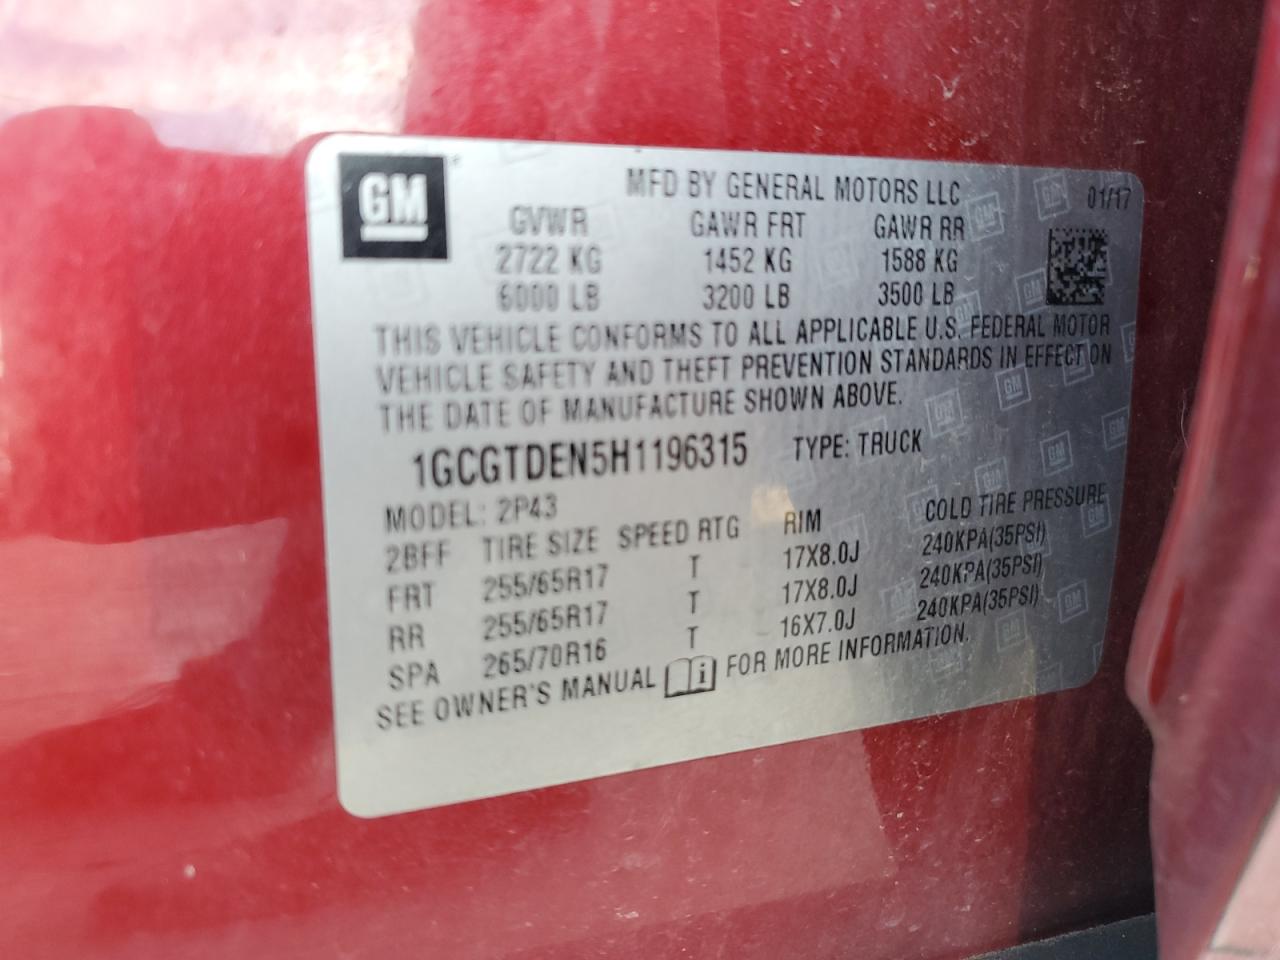 GM
MFD BY GENERAL MOTORS LLC 01/17
GVWR GAWR FRT GAWR RR
2722 KG 1452 KG 1588 KG
6000 LB 3200 LB 3500 LB
THIS VEHICLE CONFORMS TO ALL APPLICABLE U.S. FEDERAL MOTOR
VEHICLE SAFETY AND THEFT PREVENTION STANDARDS IN EFFECT ON
THE DATE OF MANUFACTURE SHOWN ABOVE.
1GCGTDEN5H1196315 TYPE: TRUCK
MODEL: 2P43
2BFF TIRE SIZE SPEED RTG RIM COLD TIRE PRESSURE
FRT 255/65R17 T 17X8.0J 240KPA(35PSI)
RR 255/65R17 T 17X8.0J 240KPA(35PSI)
SPA 265/70R16 T 16X7.0J 240KPA(35PSI)
SEE OWNER'S MANUAL i FOR MORE INFORMATION.